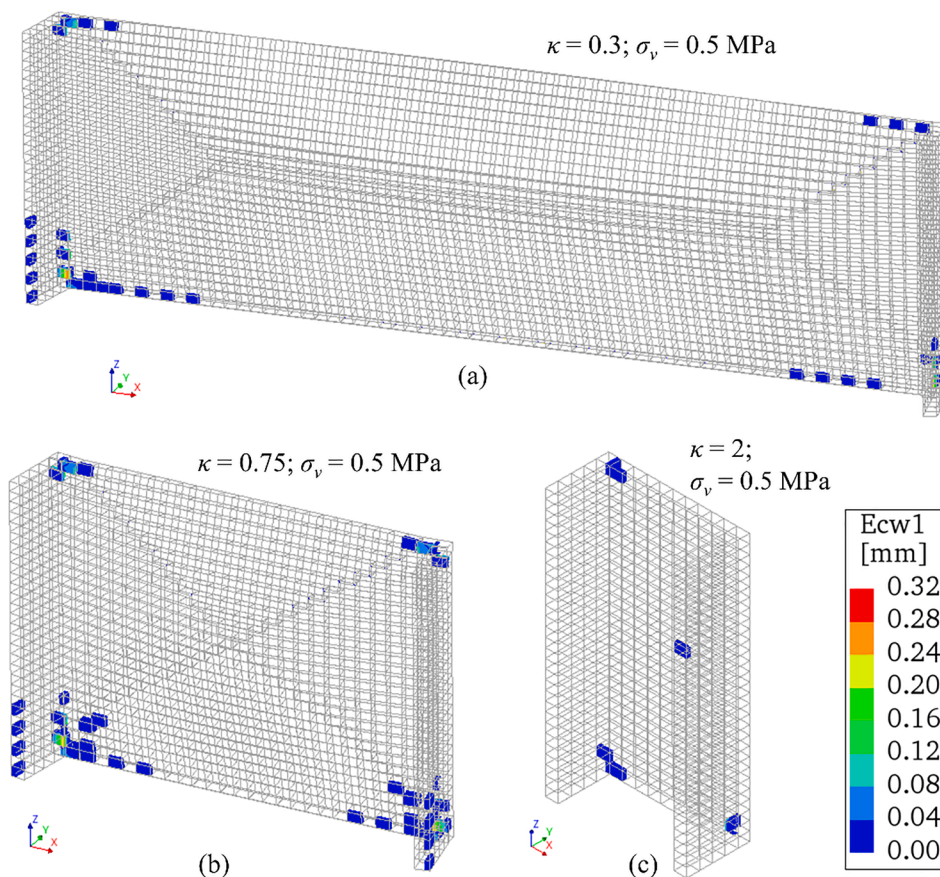 κ = 0.3; σv = 0.5 MPa
Z
Y
X
(a)
κ = 0.75; σv = 0.5 MPa
κ = 2;
σv = 0.5 MPa
Ecw1
[mm]
0.32
0.28
0.24
0.20
0.16
0.12
0.08
0.04
0.00
Z
Y
X
(b)
Z
Y
X
(c)